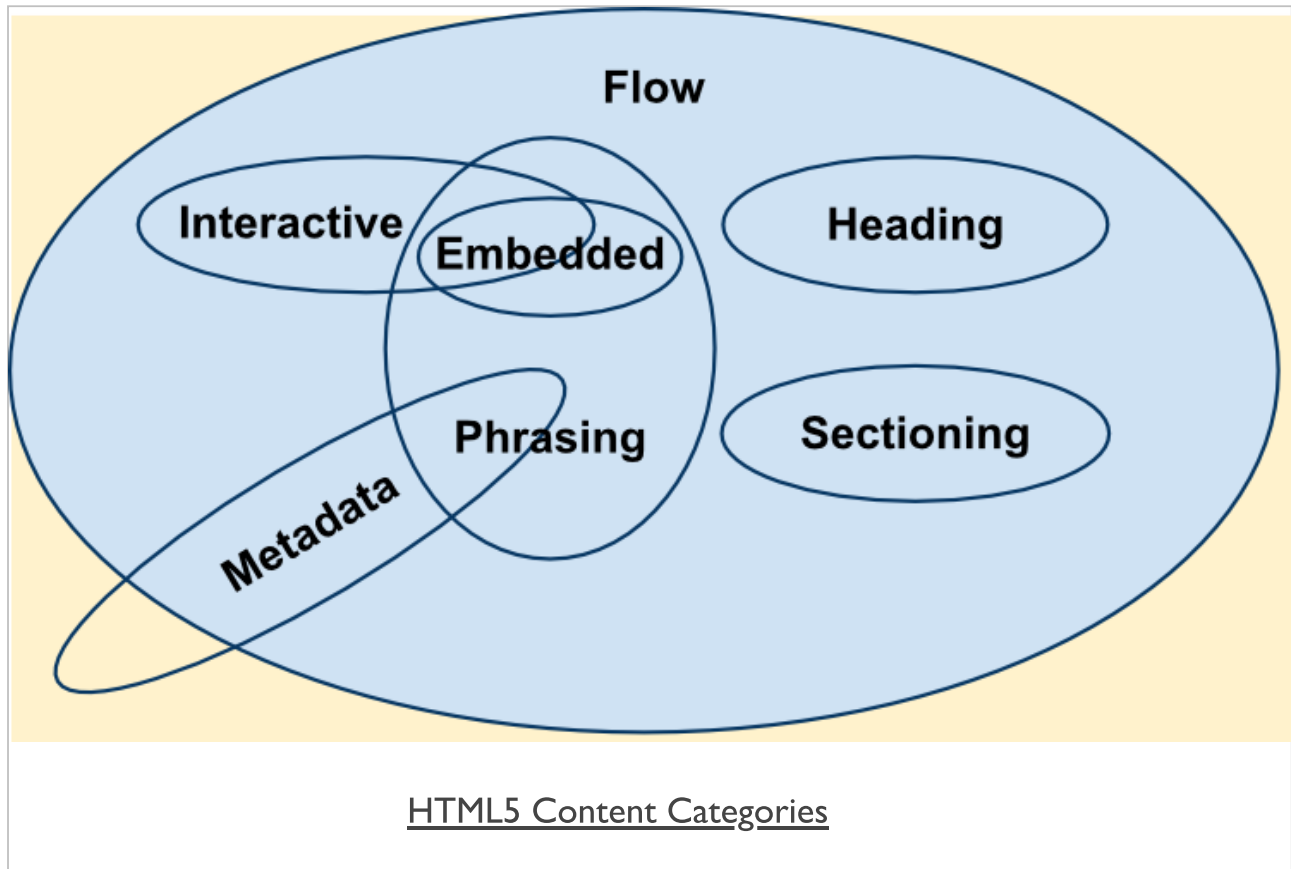 Flow
Interactive
Heading
Embedded
Phrasing
Sectioning
Metadata
HTML5 Content Categories